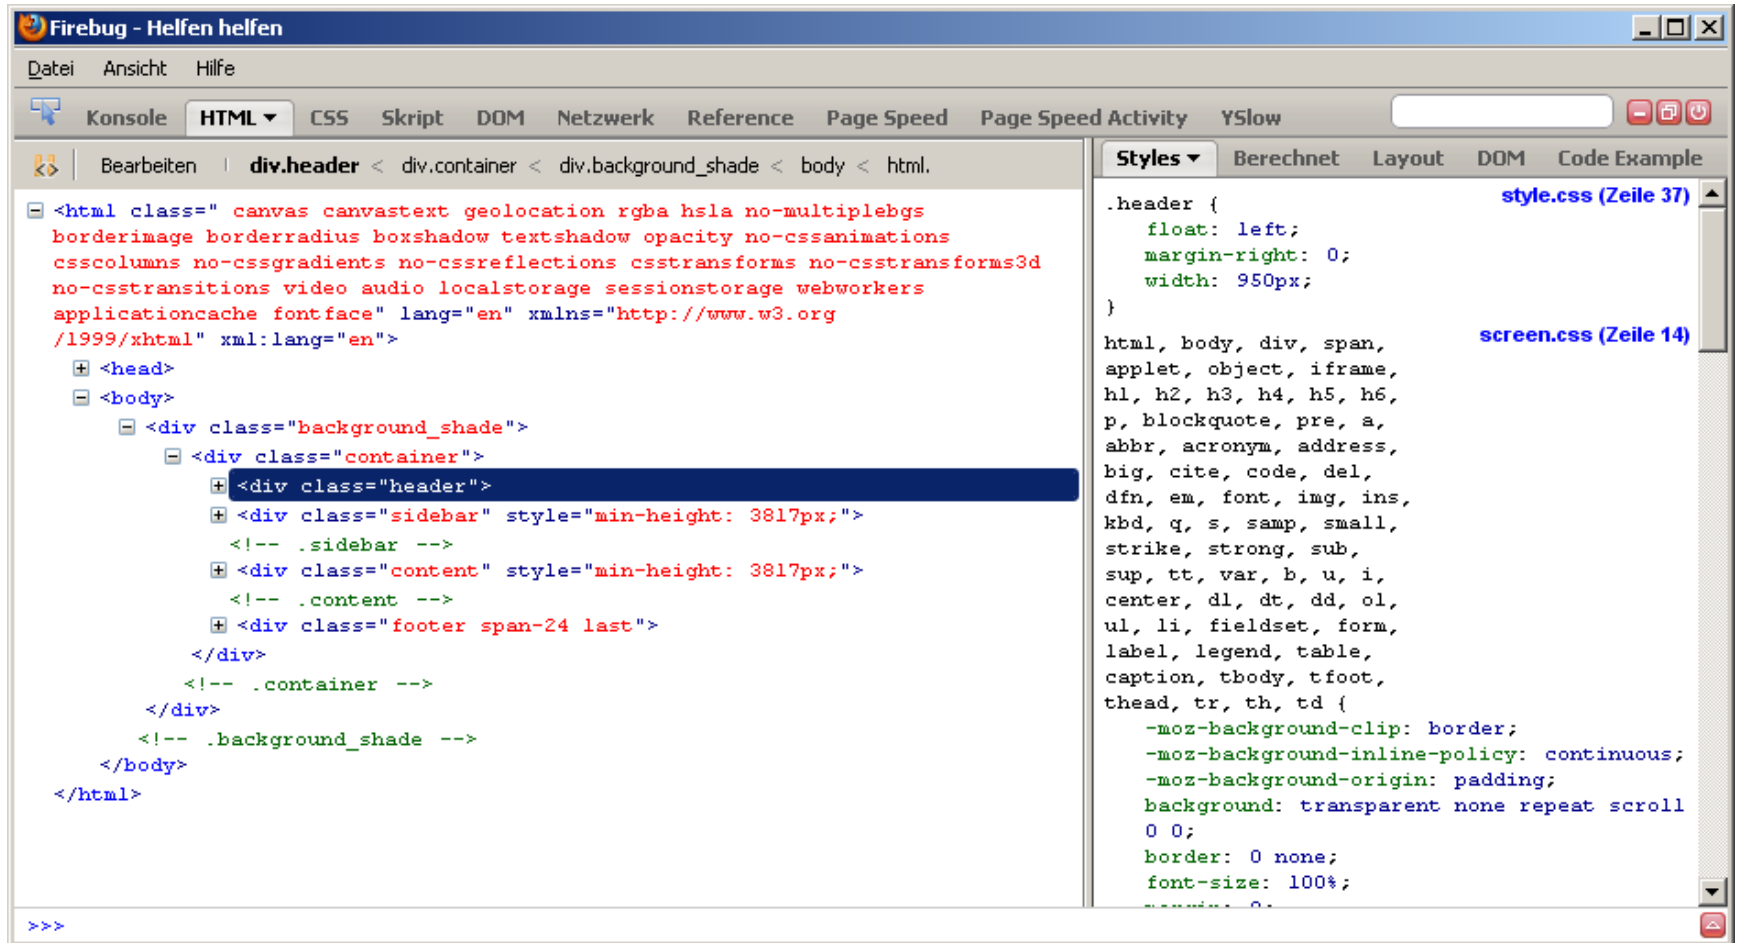 Firebug - Helfen helfen
Datei Ansicht Hilfe
Konsole HTML CSS Skript DOM Netzwerk Reference Page Speed Page Speed Activity YSlow
Bearbeiten div.header < div.container < div.background_shade < body < html.
<html class=" canvas canvastext geolocation rgba hsla no-multiplebgs
borderimage borderradius boxshadow textshadow opacity no-cssanimations
csscolumns no-cssgradients no-cssreflections csstransforms no-csstransforms3d
no-csstransitions video audio localstorage sessionstorage webworkers
applicationcache fontface" lang="en" xmlns="http://www.w3.org
/1999/xhtml" xml:lang="en">
<head>
<body>
<div class="background_shade">
<div class="container">
<div class="header">
<div class="sidebar" style="min-height: 3817px;">
<!-- .sidebar -->
<div class="content" style="min-height: 3817px;">
<!-- .content -->
<div class="footer span-24 last">
</div>
<!-- .container -->
</div>
<!-- .background_shade -->
</body>
</html>
>>>
Styles Berechnet Layout DOM Code Example
.header { style.css (Zeile 37)
float: left;
margin-right: 0;
width: 950px;
}
html, body, div, span, screen.css (Zeile 14)
applet, object, iframe,
h1, h2, h3, h4, h5, h6,
p, blockquote, pre, a,
abbr, acronym, address,
big, cite, code, del,
dfn, em, font, img, ins,
kbd, q, s, samp, small,
strike, strong, sub,
sup, tt, var, b, u, i,
center, dl, dt, dd, ol,
ul, li, fieldset, form,
label, legend, table,
caption, tbody, tfoot,
thead, tr, th, td {
-moz-background-clip: border;
-moz-background-inline-policy: continuous;
-moz-background-origin: padding;
background: transparent none repeat scroll
0 0;
border: 0 none;
font-size: 100%;